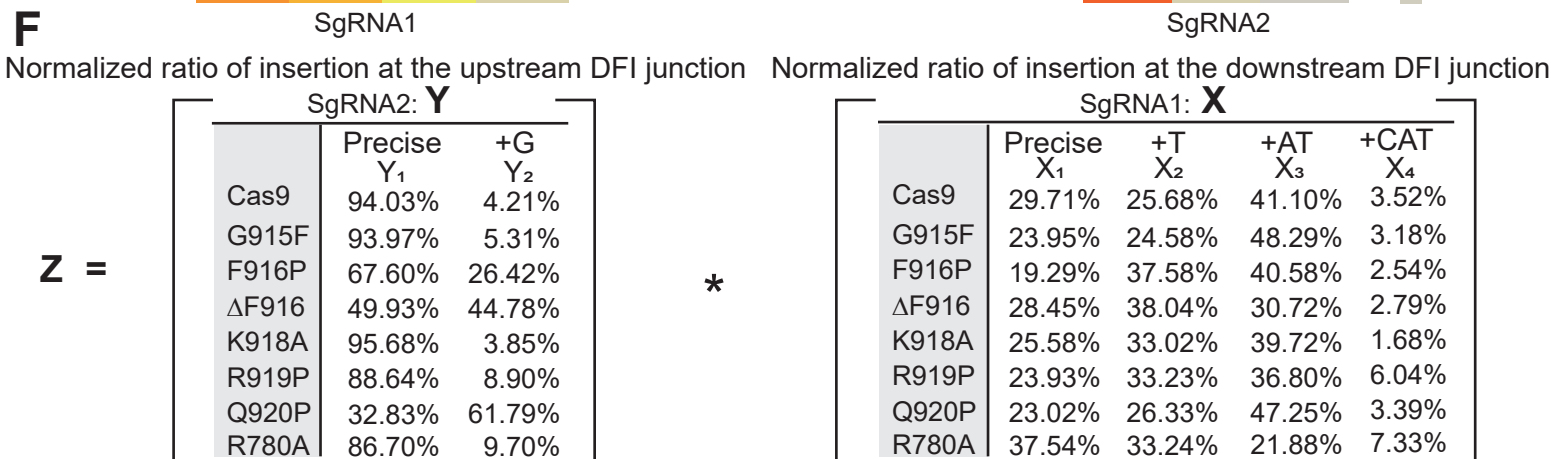 SgRNA1 SgRNA2
F
Normalized ratio of insertion at the upstream DFI junction Normalized ratio of insertion at the downstream DFI junction
SgRNA2: Y SgRNA1: X
Precise +G Precise +T +AT +CAT
Y₁ Y₂ X₁ X₂ X₃ X₄
Cas9 94.03% 4.21% Cas9 29.71% 25.68% 41.10% 3.52%
G915F 93.97% 5.31% G915F 23.95% 24.58% 48.29% 3.18%
Z = F916P 67.60% 26.42% * F916P 19.29% 37.58% 40.58% 2.54%
ΔF916 49.93% 44.78% ΔF916 28.45% 38.04% 30.72% 2.79%
K918A 95.68% 3.85% K918A 25.58% 33.02% 39.72% 1.68%
R919P 88.64% 8.90% R919P 23.93% 33.23% 36.80% 6.04%
Q920P 32.83% 61.79% Q920P 23.02% 26.33% 47.25% 3.39%
R780A 86.70% 9.70% R780A 37.54% 33.24% 21.88% 7.33%